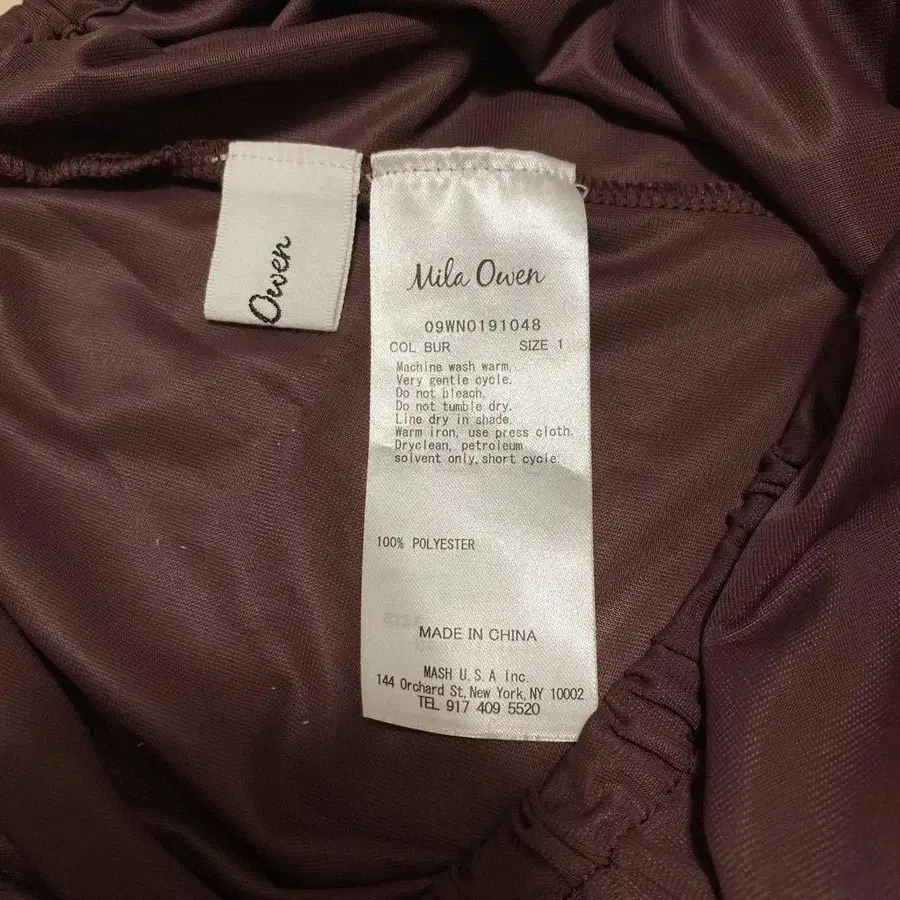 Owen
Mila Owen
09WN0191048
COL BUR SIZE 1
Machine wash warm.
Very gentle cycle.
Do not bleach.
Do not tumble dry.
Line dry in shade.
Warm iron, use press cloth.
Dryclean, petroleum
solvent only, short cycle.
100% POLYESTER
MADE IN CHINA
MASH U.S.A Inc.
144 Orchard St, New York, NY 10002
TEL 917 409 5520